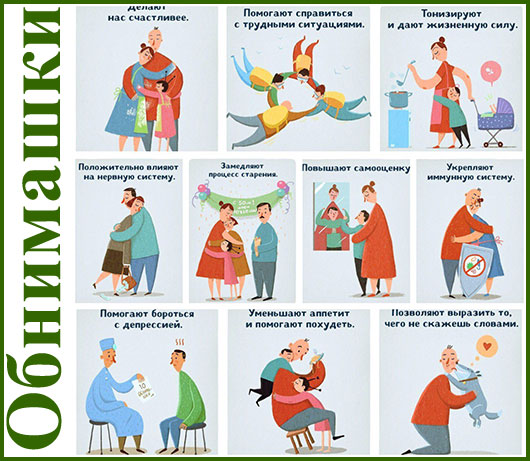 Обнимашки
Делают
нас счастливее.
Помогают справиться
с трудными ситуациями.
Тонизируют
и дают жизненную силу.
Положительно влияют
на нервную систему.
Замедляют
процесс старения.
Повышают самооценку
Укрепляют
иммунную систему.
Помогают бороться
с депрессией.
10
Уменьшают аппетит
и помогают похудеть.
Позволяют выразить то,
чего не скажешь словами.